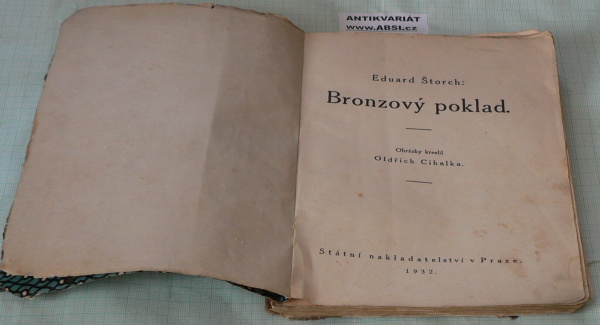 ANTIKVARIÁT
www.ABSI.cz
Eduard Štorch:
Bronzový poklad.
Obrázky kreslil
Oldřich Cihelka.
Státní nakladatelství v Praze.
1932.